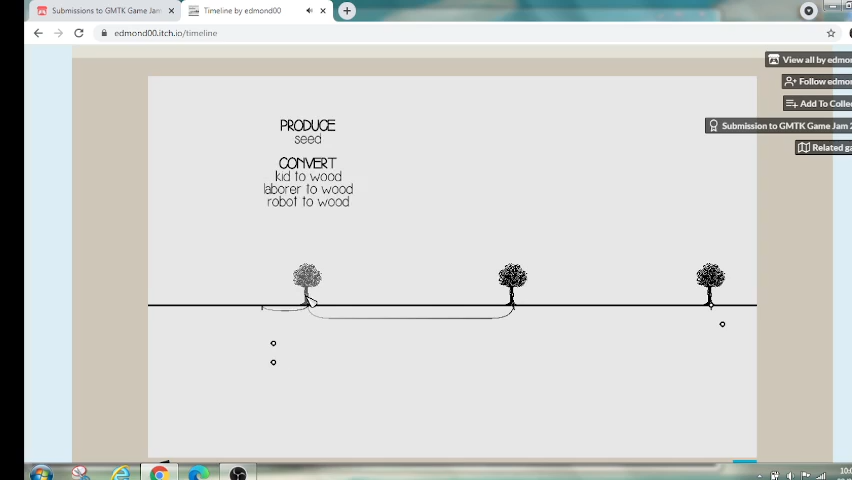 Submissions to GMTK Game Jam
Timeline by edmond00
edmond00.itch.io/timeline
View all by edmo
Follow edmo
Add To Colle
Submission to GMTK Game Jam 2
Related ga
PRODUCE
seed
CONVERT
kid to wood
laborer to wood
robot to wood